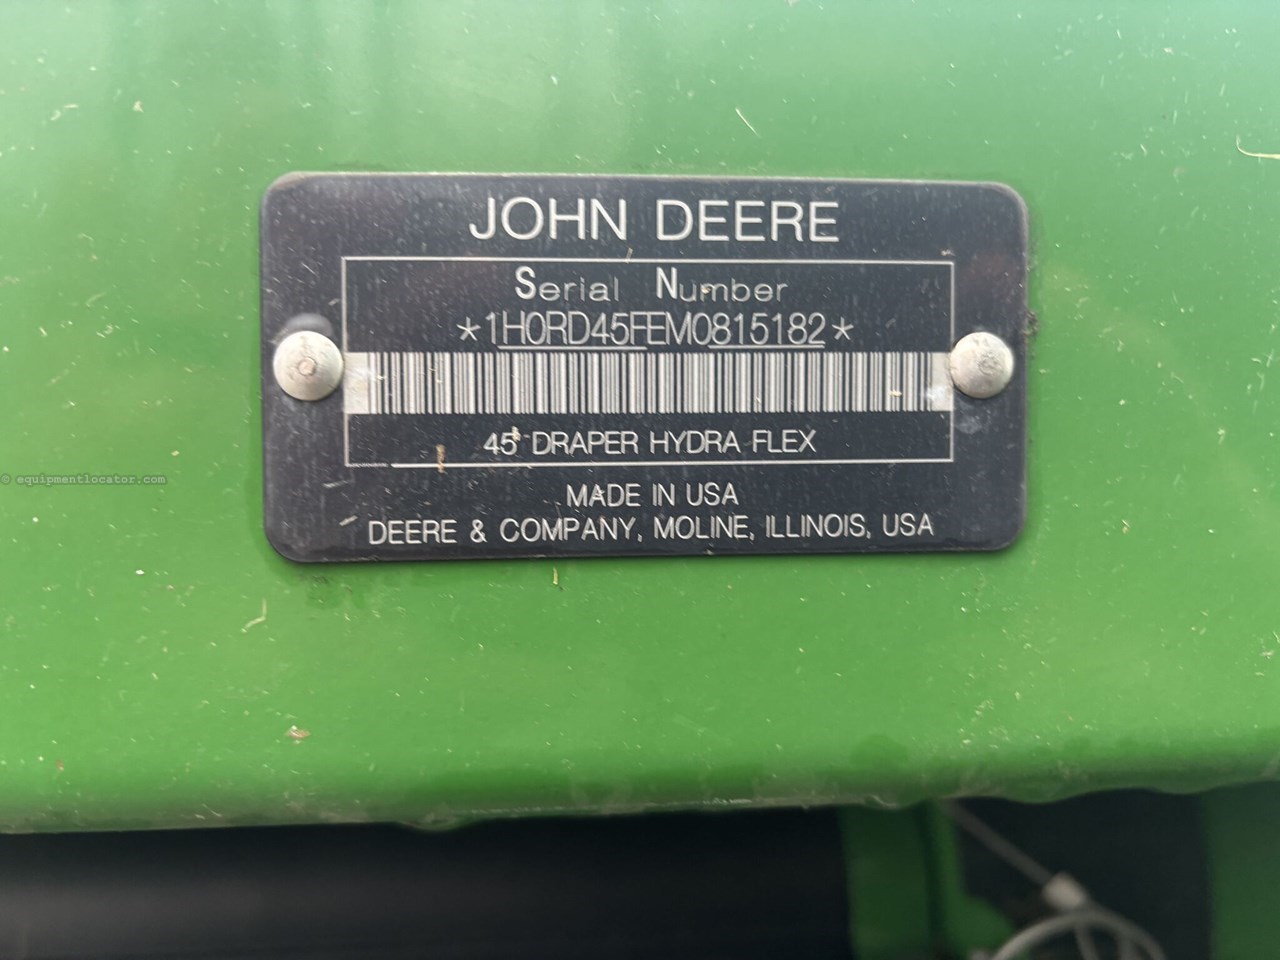 JOHN DEERE
Serial Number
*1H0RD45FEM0815182*
45' DRAPER HYDRA FLEX
MADE IN USA
DEERE & COMPANY, MOLINE, ILLINOIS, USA
© equipmentlocator.com